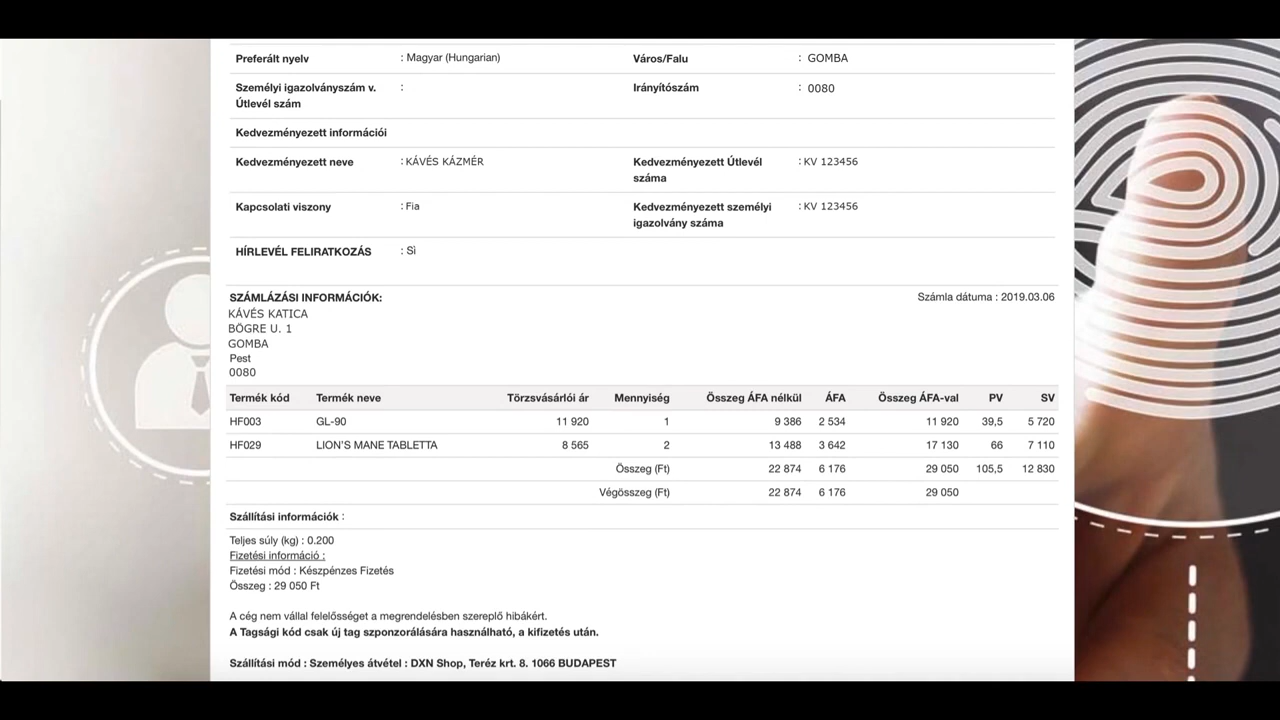 Preferált nyelv : Magyar (Hungarian) Város/Falu : GOMBA
Személyi igazolványszám v. : Irányítószám : 0080
Útlevél szám
Kedvezményezett információi
Kedvezményezett neve : KÁVÉS KÁZMÉR Kedvezményezett Útlevél : KV 123456
száma
Kapcsolati viszony : Fia Kedvezményezett személyi : KV 123456
igazolvány száma
HÍRLEVÉL FELIRATKOZÁS : Sì
SZÁMLÁZÁSI INFORMÁCIÓK: Számla dátuma : 2019.03.06
KÁVÉS KATICA
BÖGRE U. 1
GOMBA
Pest
0080
Termék kód Termék neve Törzsvásárlói ár Mennyiség Összeg ÁFA nélkül ÁFA Összeg ÁFA-val PV SV
HF003 GL-90 11 920 1 9 386 2 534 11 920 39,5 5 720
HF029 LION'S MANE TABLETTA 8 565 2 13 488 3 642 17 130 66 7 110
Összeg (Ft) 22 874 6 176 29 050 105,5 12 830
Végösszeg (Ft) 22 874 6 176 29 050
Szállítási információk :
Teljes súly (kg) : 0.200
Fizetési információ :
Fizetési mód : Készpénzes Fizetés
Összeg : 29 050 Ft
A cég nem vállal felelősséget a megrendelésben szereplő hibákért.
A Tagsági kód csak új tag szponzorálására használható, a kifizetés után.
Szállítási mód : Személyes átvétel : DXN Shop, Teréz krt. 8. 1066 BUDAPEST